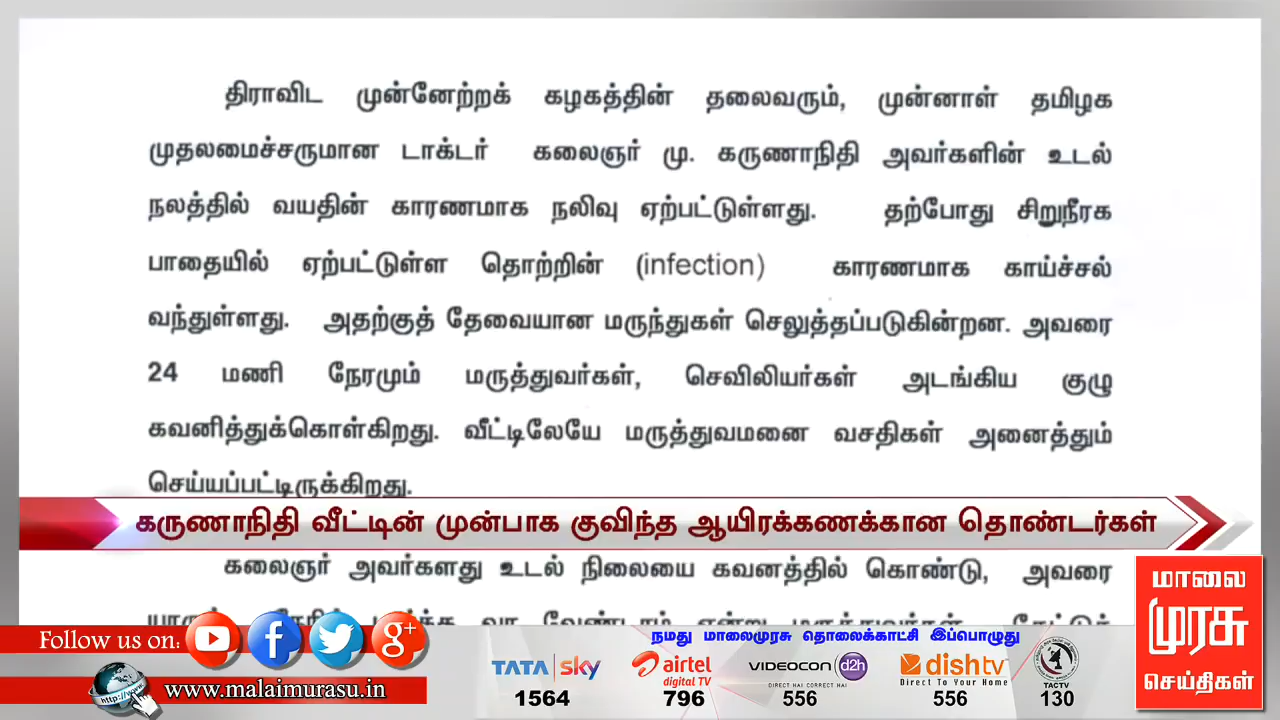 திராவிட முன்னேற்றக் கழகத்தின் தலைவரும், முன்னாள் தமிழக
முதலமைச்சருமான டாக்டர் கலைஞர் மு. கருணாநிதி அவர்களின் உடல்
நலத்தில் வயதின் காரணமாக நலிவு ஏற்பட்டுள்ளது. தற்போது சிறுநீரக
பாதையில் ஏற்பட்டுள்ள தொற்றின் (infection) காரணமாக காய்ச்சல்
வந்துள்ளது. அதற்குத் தேவையான மருந்துகள் செலுத்தப்படுகின்றன. அவரை
24 மணி நேரமும் மருத்துவர்கள், செவிலியர்கள் அடங்கிய குழு
கவனித்துக்கொள்கிறது. வீட்டிலேயே மருத்துவமனை வசதிகள் அனைத்தும்
செய்யப்பட்டிருக்கிறது.
கருணாநிதி வீட்டின் முன்பாக குவிந்த ஆயிரக்கணக்கான தொண்டர்கள்
கலைஞர் அவர்களது உடல் நிலையை கவனத்தில் கொண்டு, அவரை
மாலை
முரசு
செய்திகள்
Follow us on:
g+
http://www
www.malaimurasu.in
நமது மாலைமுரசு தொலைக்காட்சி இப்பொழுது
TATA sky
1564
airtel
digital TV
796
VIDEOCON d2h
DIRECT HAI CORRECT HAI
556
dishtv
Direct To Your Home
556
TACTV
130